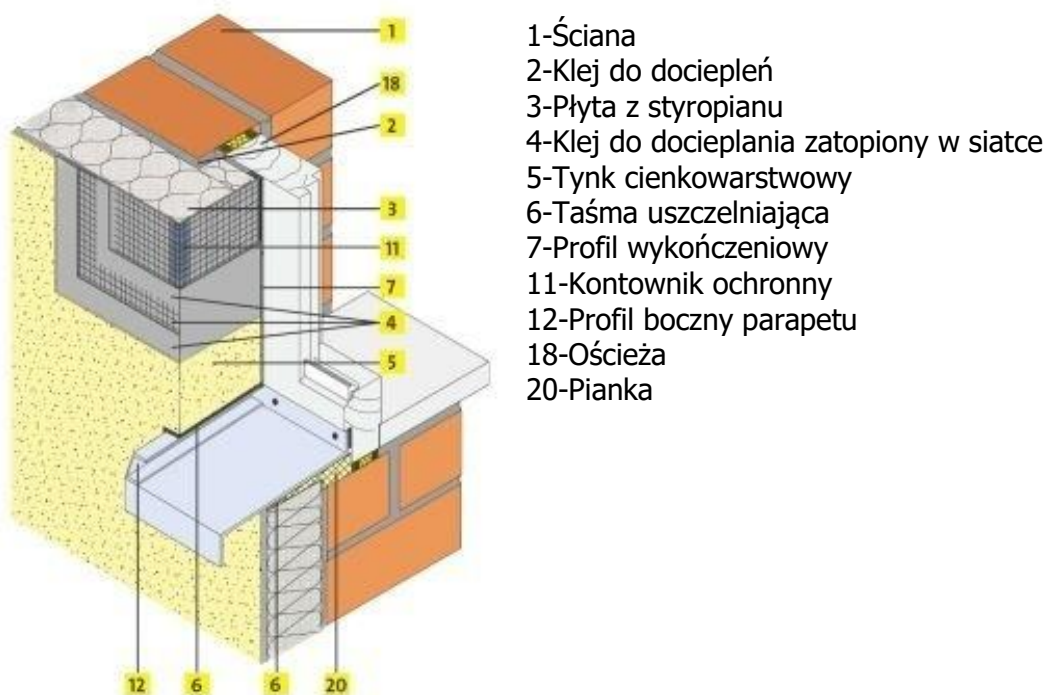 1
18
2
3
11
7
4
5
12 6 6 20
1-Ściana
2-Klej do dociepleń
3-Płyta z styropianu
4-Klej do docieplania zatopiony w siatce
5-Tynk cienkowarstwowy
6-Taśma uszczelniająca
7-Profil wykończeniowy
11-Kontownik ochronny
12-Profil boczny parapetu
18-Ościeża
20-Pianka